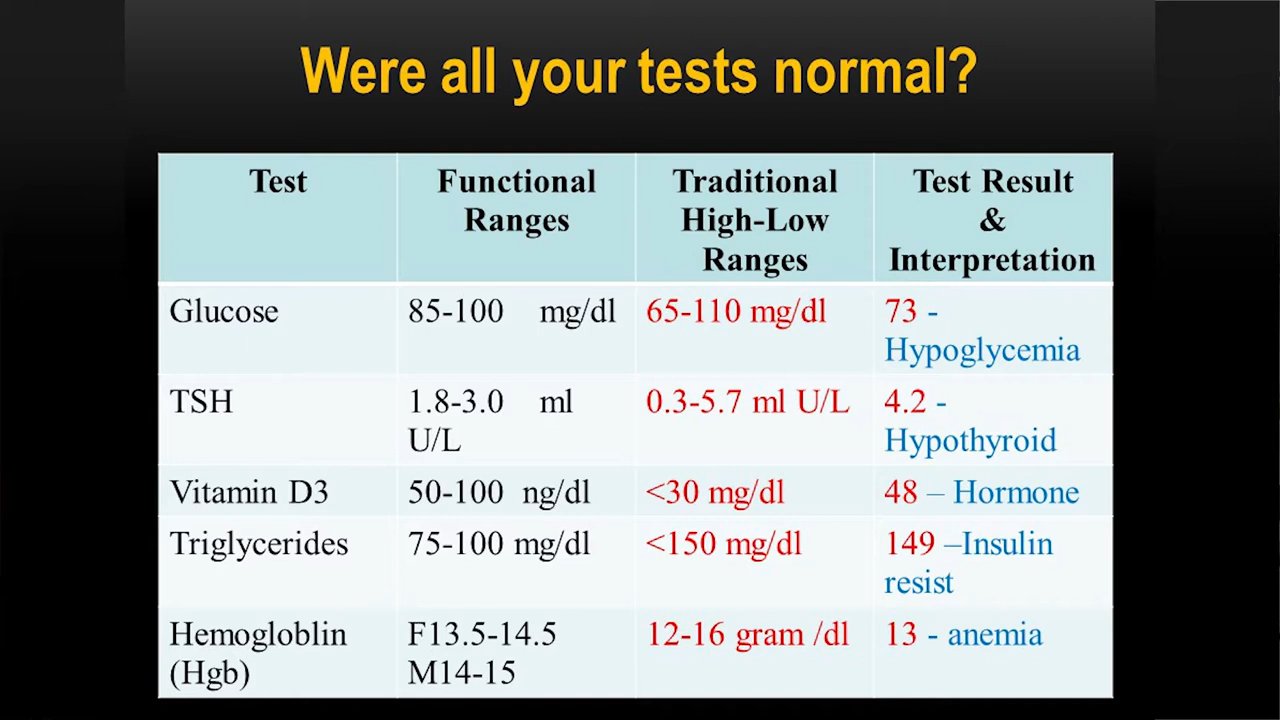 Were all your tests normal?
Test
Functional
Ranges
Traditional
High-Low
Ranges
Test Result
&
Interpretation
Glucose
85-100 mg/dl
65-110 mg/dl
73 -
Hypoglycemia
TSH
1.8-3.0 ml
U/L
0.3-5.7 ml U/L
4.2 -
Hypothyroid
Vitamin D3
50-100 ng/dl
<30 mg/dl
48 – Hormone
Triglycerides
75-100 mg/dl
<150 mg/dl
149 –Insulin
resist
Hemogloblin
(Hgb)
F13.5-14.5
M14-15
12-16 gram /dl
13 - anemia